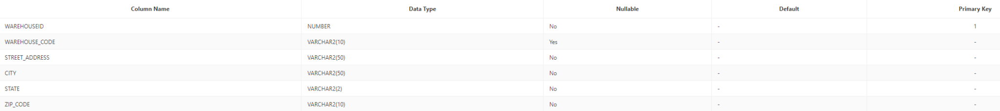 Column Name Data Type Nullable Default Primary Key
WAREHOUSEID NUMBER No - 1
WAREHOUSE_CODE VARCHAR2(10) Yes - -
STREET_ADDRESS VARCHAR2(50) No - -
CITY VARCHAR2(50) No - -
STATE VARCHAR2(2) No - -
ZIP_CODE VARCHAR2(10) No - -